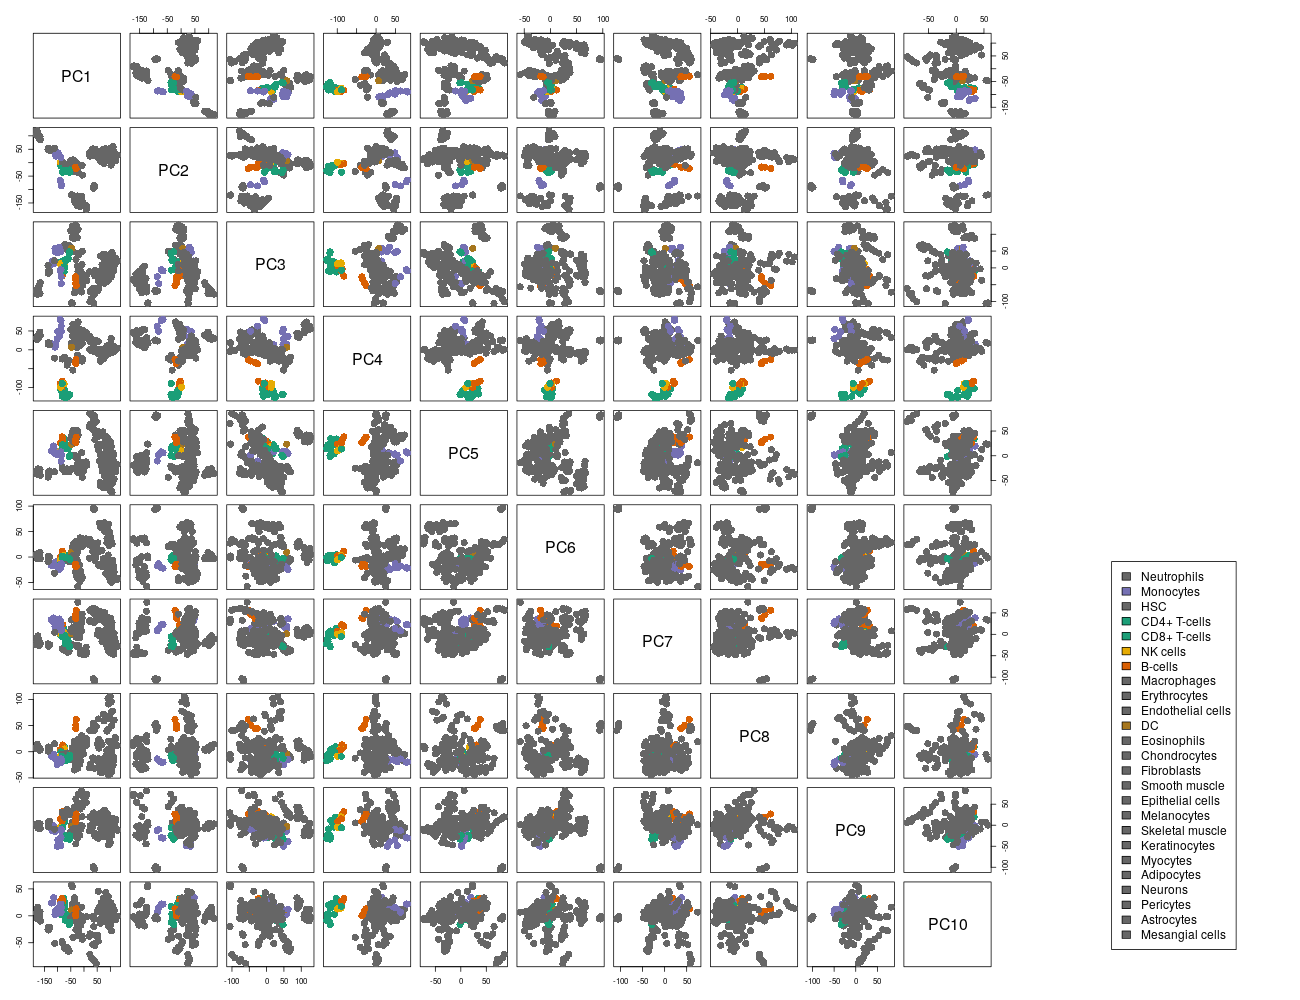 -150 -50 50 -100 0 50 -50 0 50 100 -50 0 50 100 -50 0 50
PC1
50
-50
-150
50
-50
-150
PC2
PC3
50
0
-100
50
0
-100
PC4
PC5
50
0
-50
100
50
0
-50
PC6
PC7
50
0
-50
-100
100
50
0
-50
PC8
PC9
50
0
-50
-100
50
0
-50
PC10
-150 -50 50 -100 0 50 100 -50 0 50 -100 -50 0 50 -100 -50 0 50
Neutrophils
Monocytes
HSC
CD4+ T-cells
CD8+ T-cells
NK cells
B-cells
Macrophages
Erythrocytes
Endothelial cells
DC
Eosinophils
Chondrocytes
Fibroblasts
Smooth muscle
Epithelial cells
Melanocytes
Skeletal muscle
Keratinocytes
Myocytes
Adipocytes
Neurons
Pericytes
Astrocytes
Mesangial cells